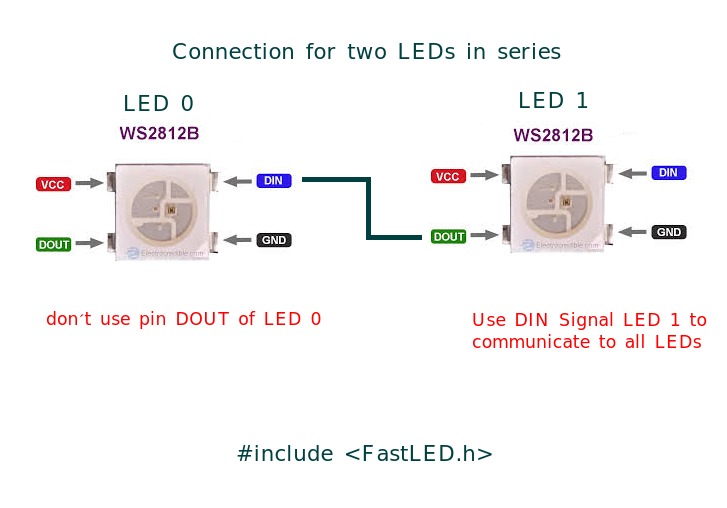 Connection for two LEDs in series
LED 0
LED 1
WS2812B
WS2812B
VCC
DIN
VCC
DIN
DOUT
GND
DOUT
GND
Electronwible.com
Electronwible.com
don't use pin DOUT of LED 0
Use DIN Signal LED 1 to
communicate to all LEDs
#include <FastLED.h>